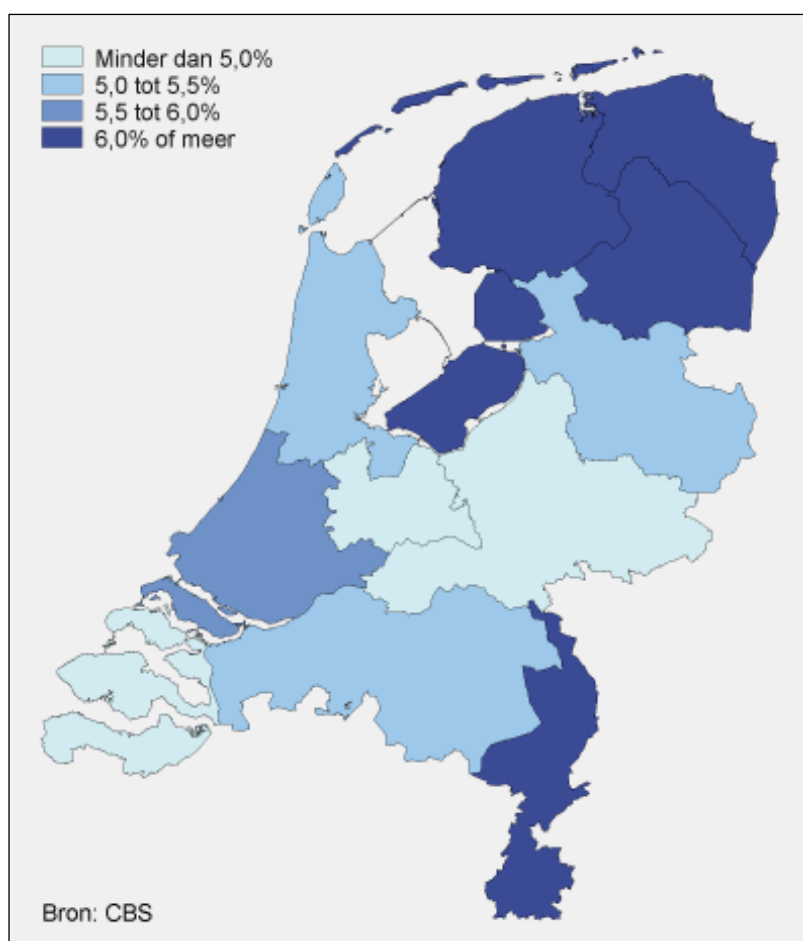 Minder dan 5,0%
5,0 tot 5,5%
5,5 tot 6,0%
6,0% of meer
Bron: CBS